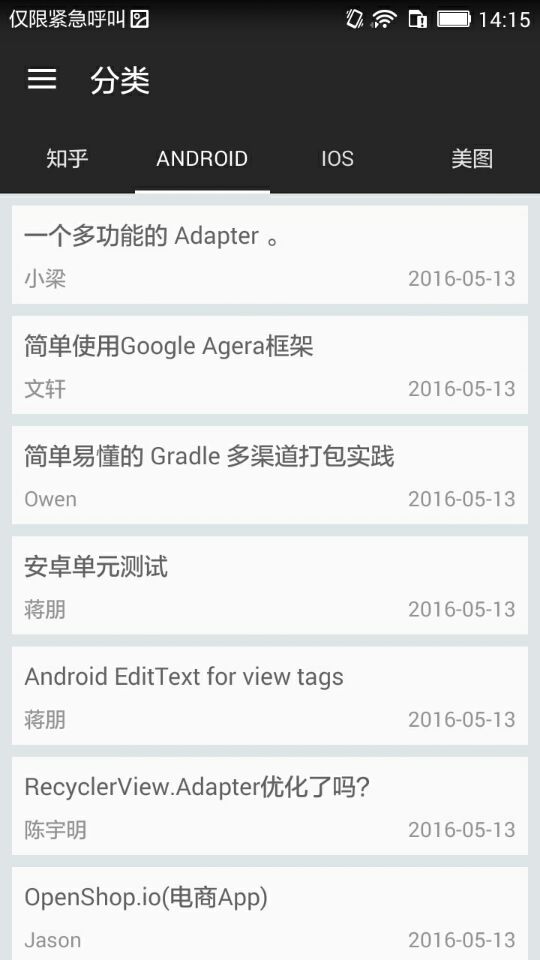 仅限紧急呼叫 14:15
分类
知乎 ANDROID IOS 美图
一个多功能的 Adapter 。
小梁 2016-05-13
简单使用Google Agera框架
文轩 2016-05-13
简单易懂的 Gradle 多渠道打包实践
Owen 2016-05-13
安卓单元测试
蒋朋 2016-05-13
Android EditText for view tags
蒋朋 2016-05-13
RecyclerView.Adapter优化了吗?
陈宇明 2016-05-13
OpenShop.io(电商App)
Jason 2016-05-13